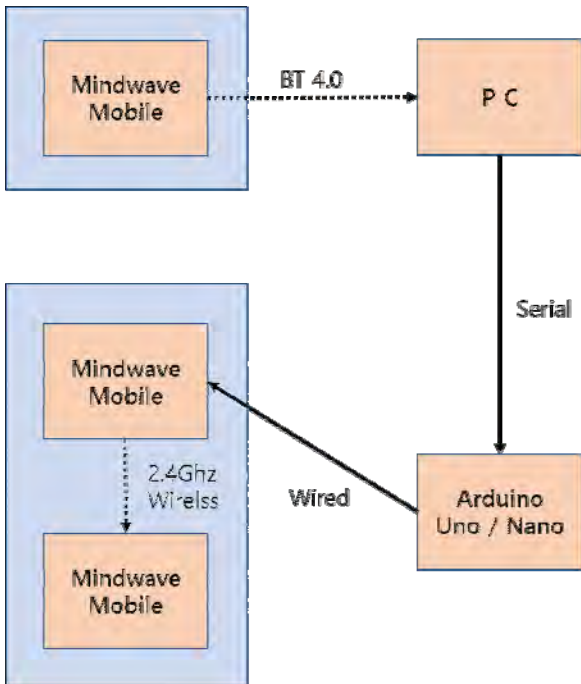 Mindwave
Mobile
BT 4.0
P C
Serial
Mindwave
Mobile
2.4Ghz
Wirelss
Wired
Arduino
Uno / Nano
Mindwave
Mobile